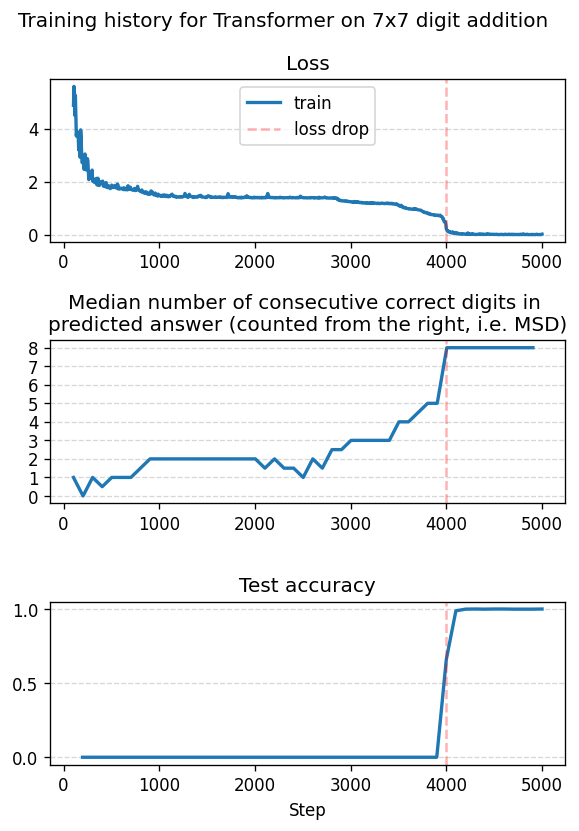 Training history for Transformer on 7x7 digit addition
Loss
train
loss drop
4
2
0
0 1000 2000 3000 4000 5000
Median number of consecutive correct digits in
predicted answer (counted from the right, i.e. MSD)
8
7
6
5
4
3
2
1
0
0 1000 2000 3000 4000 5000
Test accuracy
1.0
0.5
0.0
0 1000 2000 3000 4000 5000
Step